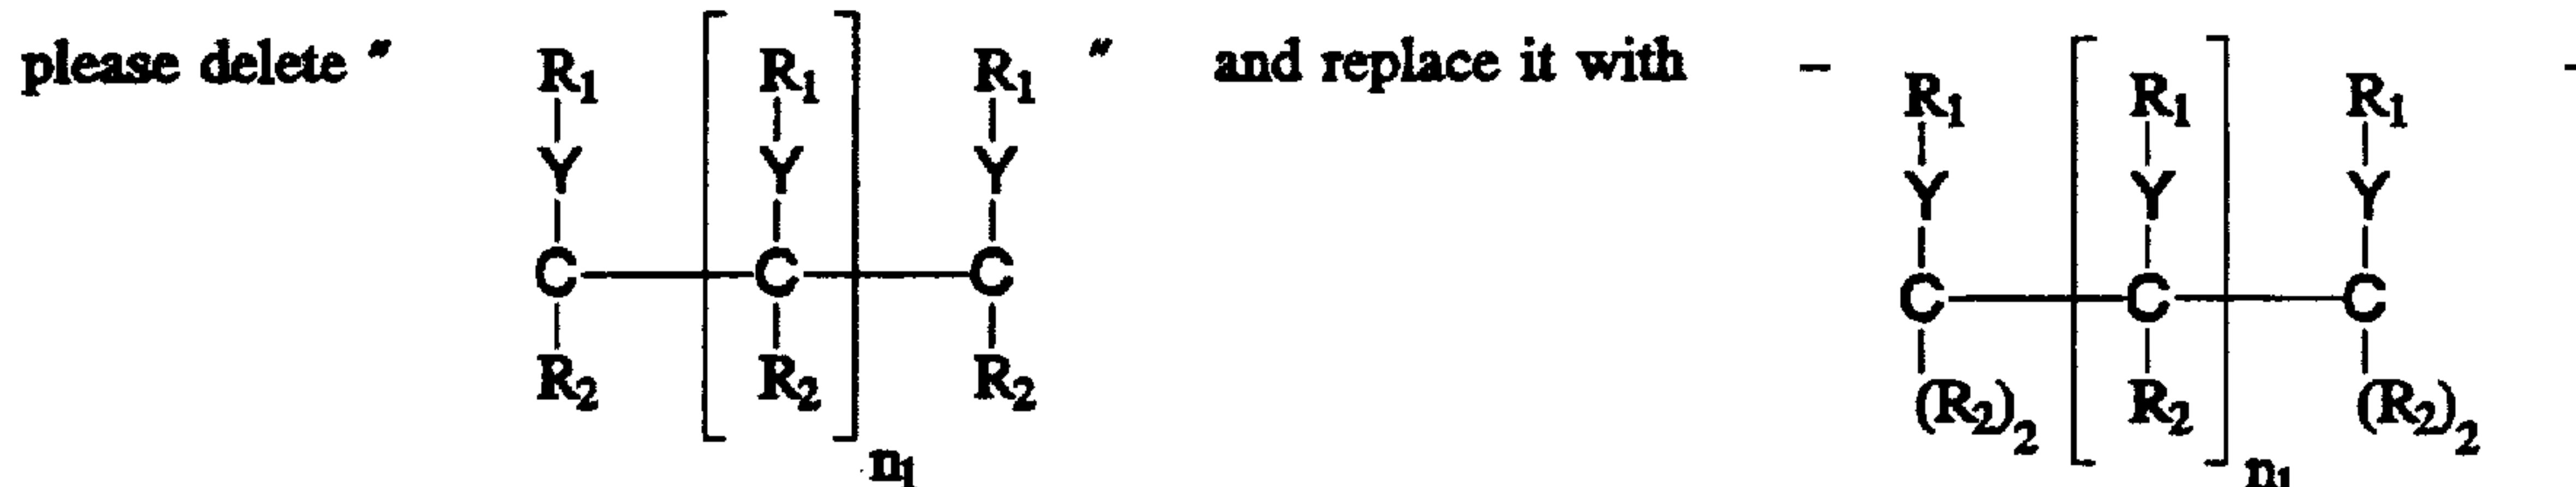 please delete " " and replace it with – –
R₁ R₁ R₁ R₁ R₁ R₁
Y Y Y Y Y Y
C C C C C C
R₂ R₂ R₂ (R₂)₂ R₂ (R₂)₂
n₁ n₁